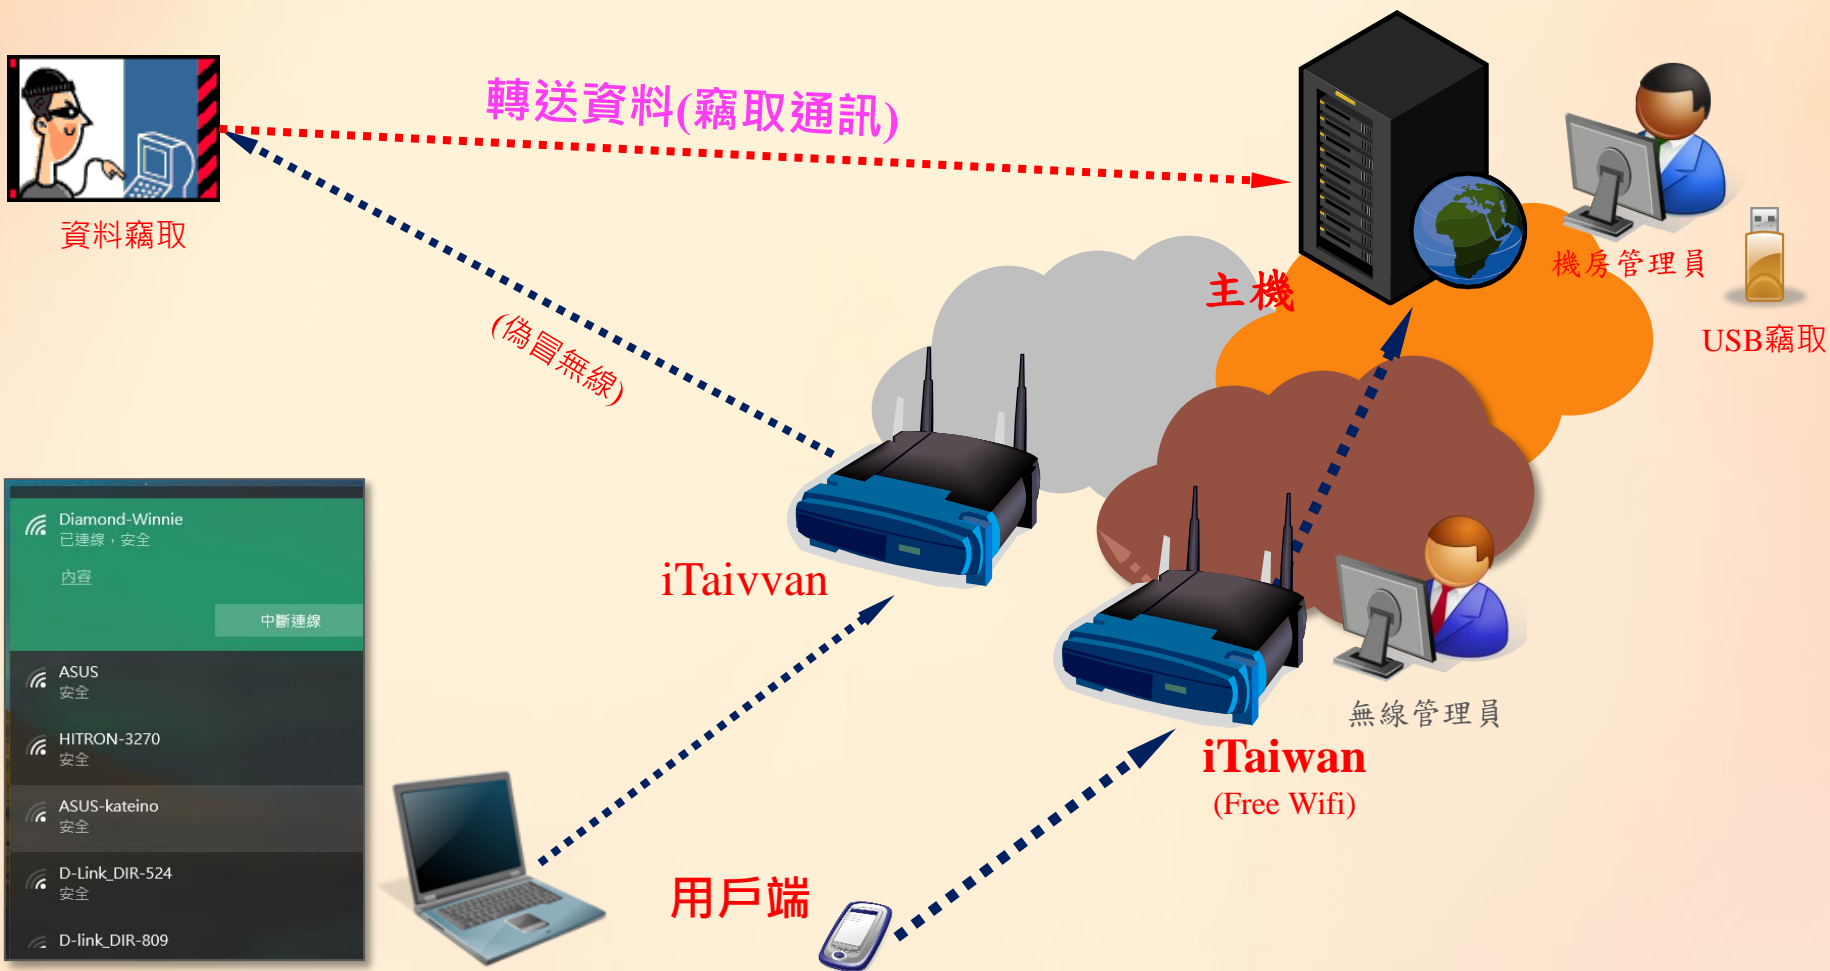 轉送資料(竊取通訊)
資料竊取
機房管理員
主機
USB竊取
(偽冒無線)
iTaivvan
無線管理員
iTaiwan
(Free Wifi)
用戶端
Diamond-Winnie
已連線，安全
內容
中斷連線
ASUS
安全
HITRON-3270
安全
ASUS-kateino
安全
D-Link_DIR-524
安全
D-link_DIR-809